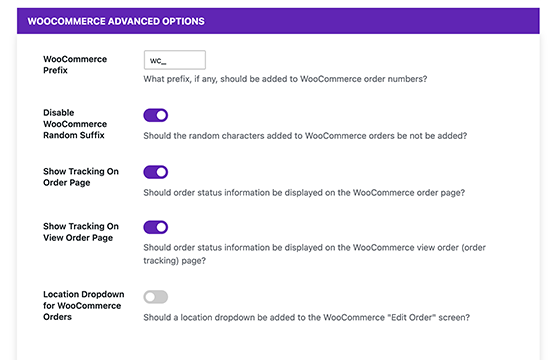 WOOCOMMERCE ADVANCED OPTIONS
WooCommerce
Prefix
wc_
What prefix, if any, should be added to WooCommerce order numbers?
Disable
WooCommerce
Random Suffix
Should the random characters added to WooCommerce orders be not be added?
Show Tracking On
Order Page
Should order status information be displayed on the WooCommerce order page?
Show Tracking On
View Order Page
Should order status information be displayed on the WooCommerce view order (order
tracking) page?
Location Dropdown
for WooCommerce
Orders
Should a location dropdown be added to the WooCommerce "Edit Order" screen?